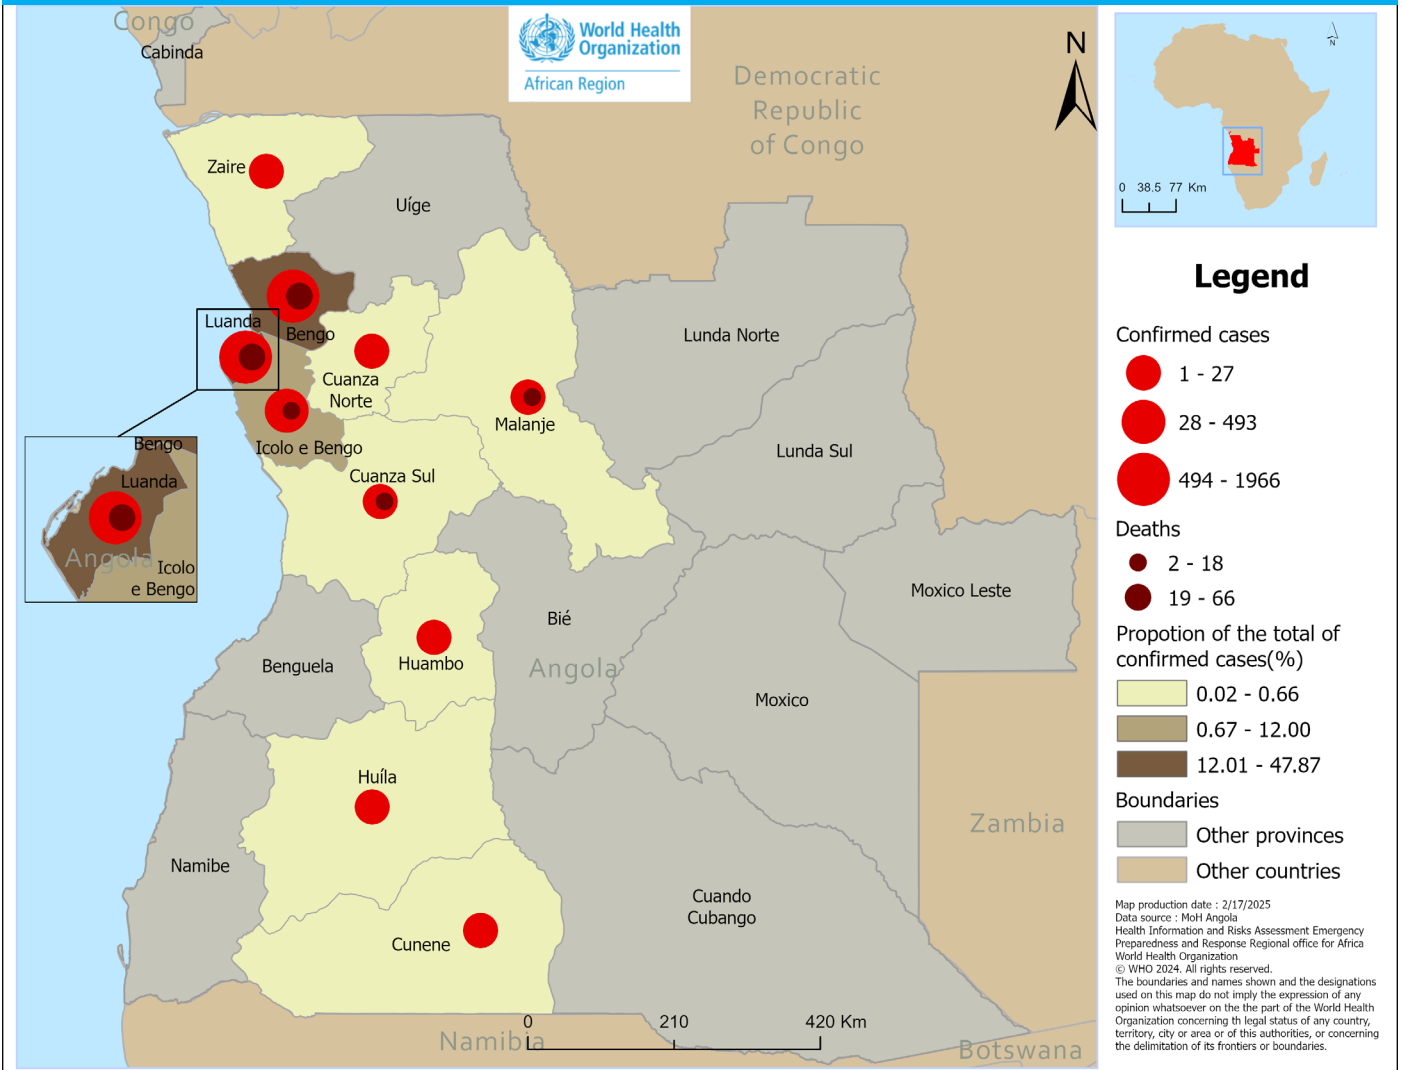 Congo
Cabinda
World Health
Organization
African Region
N
Democratic
Republic
of Congo
Zaire
Uíge
Luanda
Bengo
Lunda Norte
Cuanza
Norte
Malanje
Icolo e Bengo
Cuanza Sul
Lunda Sul
Bengo
Luanda
Angola
Icolo
e Bengo
Moxico Leste
Bié
Benguela
Huambo
Angola
Moxico
Huíla
Zambia
Namibe
Cuando
Cubango
Cunene
0 210 420 Km
Namibia
Botswana
N
0 38.5 77 Km
Legend
Confirmed cases
1 - 27
28 - 493
494 - 1966
Deaths
2 - 18
19 - 66
Propotion of the total of
confirmed cases(%)
0.02 - 0.66
0.67 - 12.00
12.01 - 47.87
Boundaries
Other provinces
Other countries
Map production date : 2/17/2025
Data source : MoH Angola
Health Information and Risks Assessment Emergency
Preparedness and Response Regional office for Africa
World Health Organization
© WHO 2024. All rights reserved.
The boundaries and names shown and the designations
used on this map do not imply the expression of any
opinion whatsoever on the the part of the World Health
Organization concerning th legal status of any country,
territory, city or area or of this authorities, or concerning
the delimitation of its frontiers or boundaries.